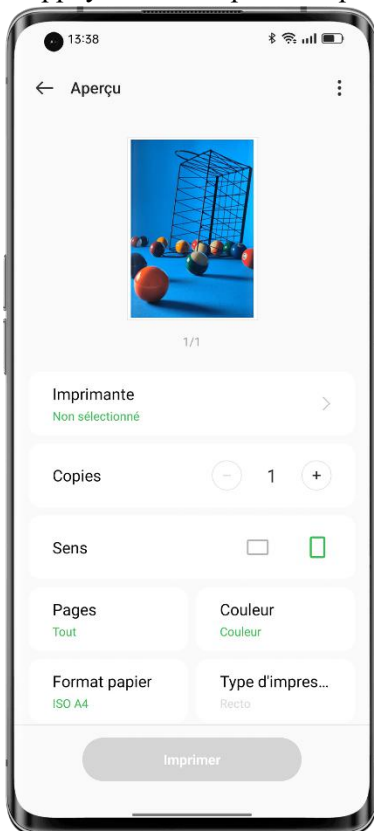 13:38
Aperçu
1/1
Imprimante
Non sélectionné
Copies
1
Sens
Pages
Tout
Couleur
Couleur
Format papier
ISO A4
Type d'impres...
Recto
Imprimer